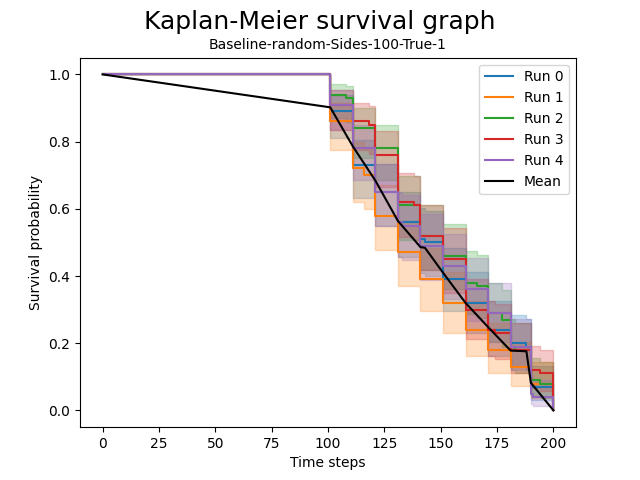 Kaplan-Meier survival graph
Baseline-random-Sides-100-True-1
Survival probability
1.0
0.8
0.6
0.4
0.2
0.0
Run 0
Run 1
Run 2
Run 3
Run 4
Mean
0
25
50
75
100
125
150
175
200
Time steps